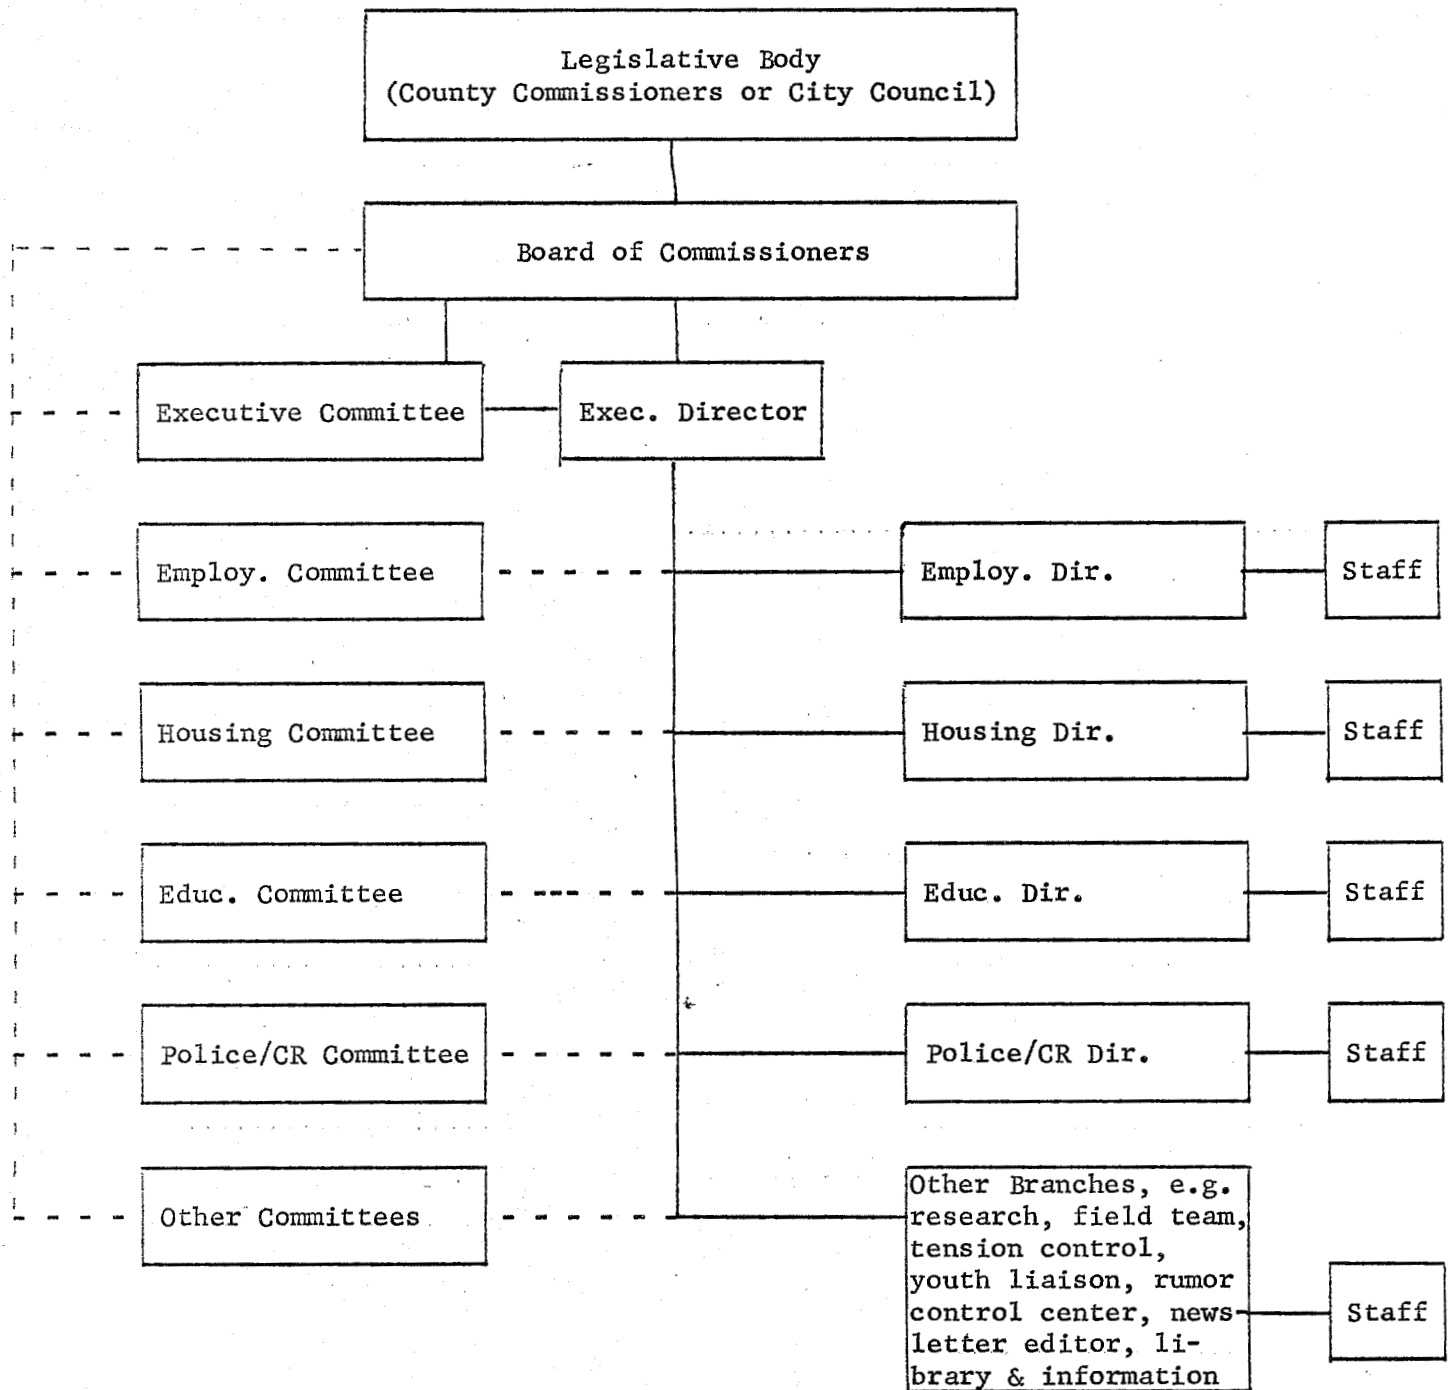 Legislative Body
(County Commissioners or City Council)
Board of Commissioners
Executive Committee
Exec. Director
Employ. Committee
Employ. Dir.
Staff
Housing Committee
Housing Dir.
Staff
Educ. Committee
Educ. Dir.
Staff
Police/CR Committee
Police/CR Dir.
Staff
Other Committees
Other Branches, e.g.
research, field team,
tension control,
youth liaison, rumor
control center, news-
letter editor, li-
brary & information
Staff